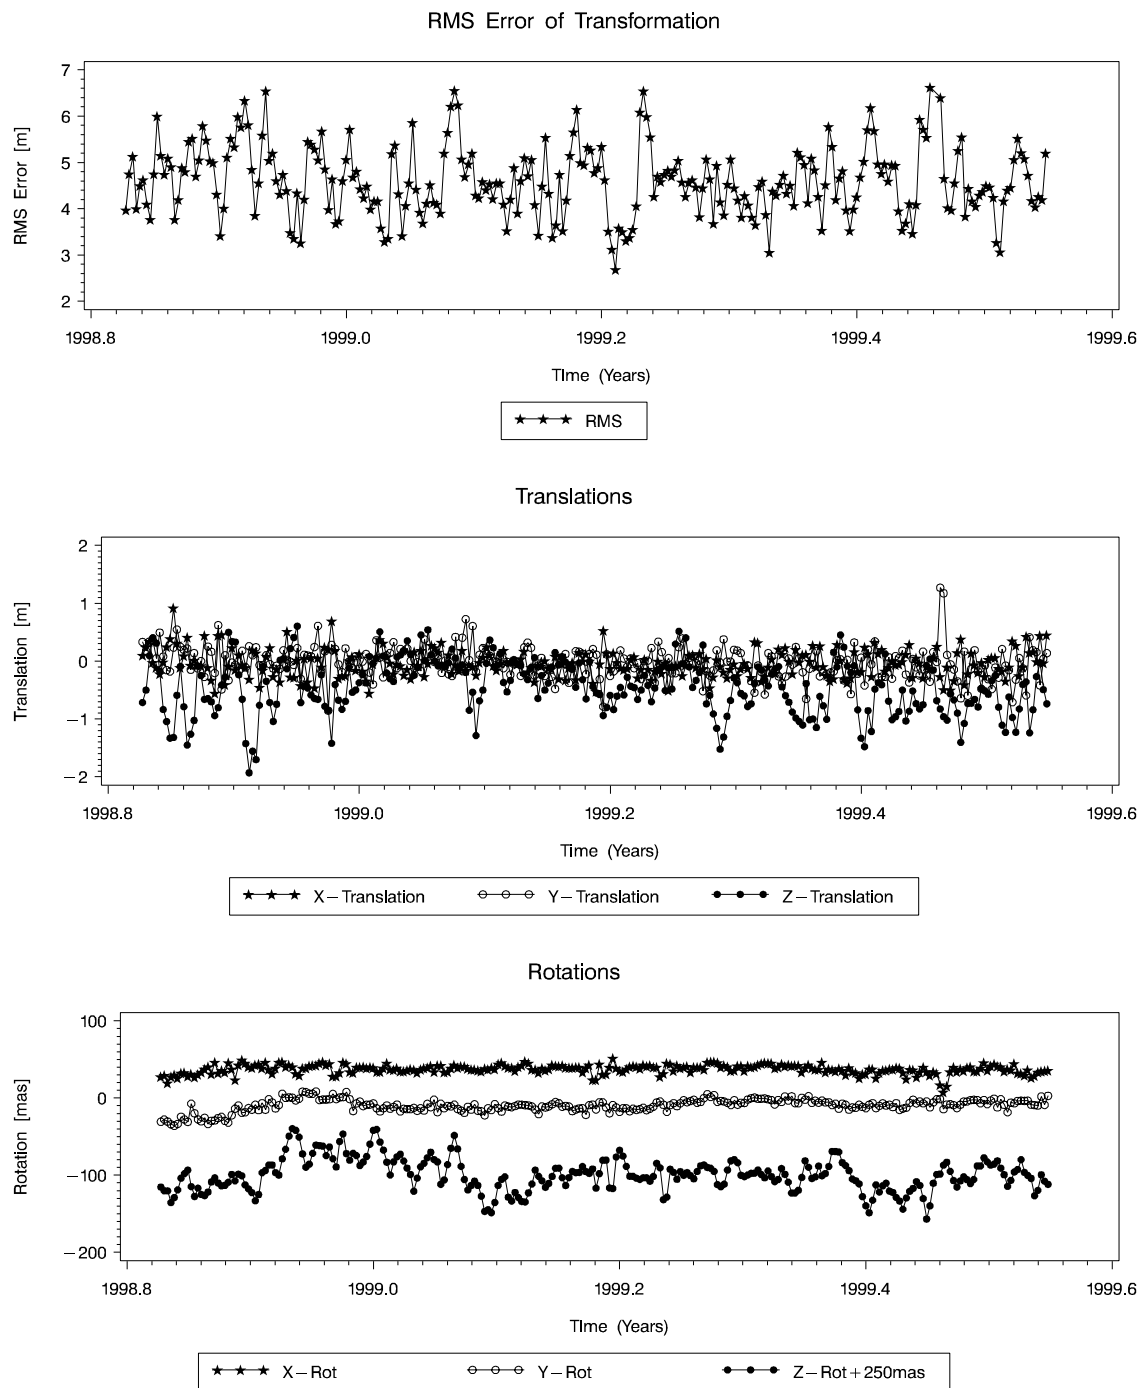 RMS Error of Transformation
7
6
5
4
3
2
RMS Error [m]
1998.8 1999.0 1999.2 1999.4 1999.6
Time (Years)
RMS
Translations
2
1
0
−1
−2
Translation [m]
1998.8 1999.0 1999.2 1999.4 1999.6
Time (Years)
X−Translation Y−Translation Z−Translation
Rotations
100
0
−100
−200
Rotation [mas]
1998.8 1999.0 1999.2 1999.4 1999.6
Time (Years)
X−Rot Y−Rot Z−Rot+250mas